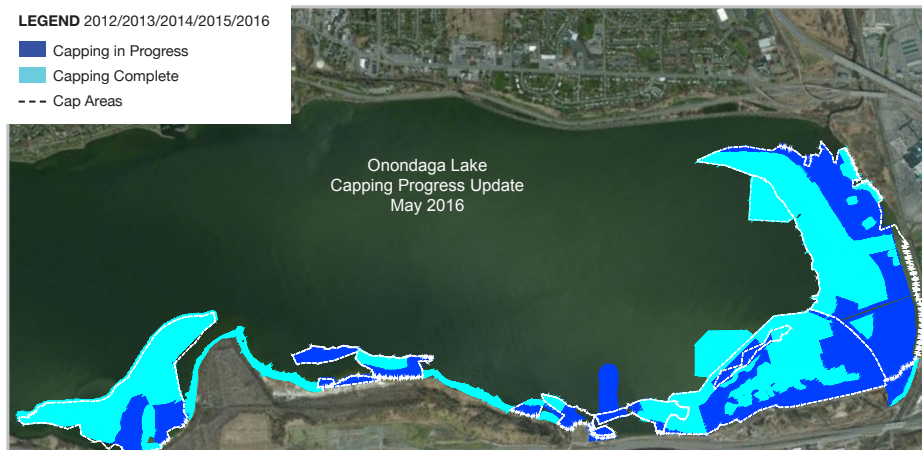 LEGEND 2012/2013/2014/2015/2016
Capping in Progress
Capping Complete
Cap Areas
Onondaga Lake
Capping Progress Update
May 2016